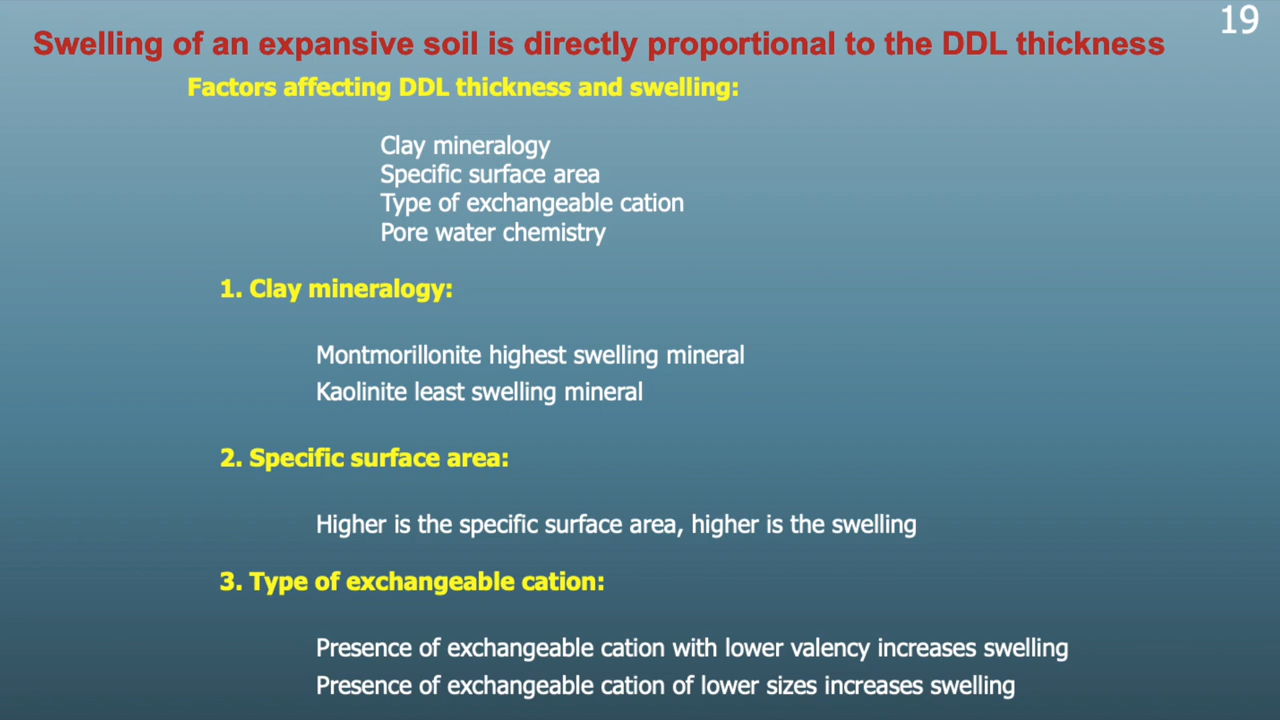 19
Swelling of an expansive soil is directly proportional to the DDL thickness
Factors affecting DDL thickness and swelling:
Clay mineralogy
Specific surface area
Type of exchangeable cation
Pore water chemistry
1. Clay mineralogy:
Montmorillonite highest swelling mineral
Kaolinite least swelling mineral
2. Specific surface area:
Higher is the specific surface area, higher is the swelling
3. Type of exchangeable cation:
Presence of exchangeable cation with lower valency increases swelling
Presence of exchangeable cation of lower sizes increases swelling